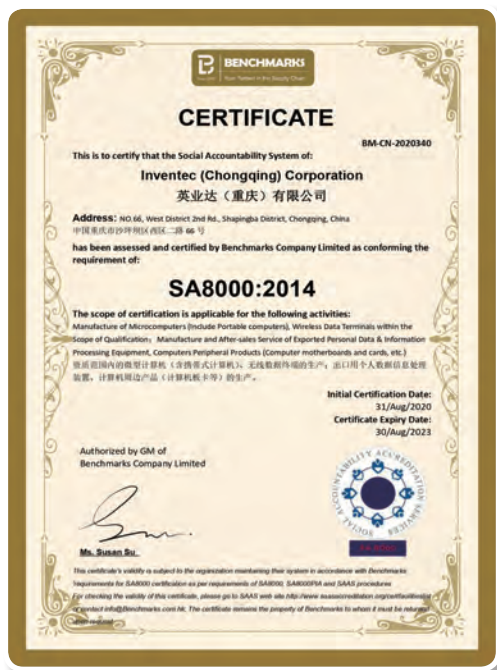 BENCHMARKS
Your Partner in the Supply Chain
CERTIFICATE
BM-CN-2020340
This is to certify that the Social Accountability System of:
Inventec (Chongqing) Corporation
英业达（重庆）有限公司
Address: NO.66, West District 2nd Rd., Shapingba District, Chongqing, China
中国重庆市沙坪坝区西区二路 66 号
has been assessed and certified by Benchmarks Company Limited as conforming the
requirement of:
SA8000:2014
The scope of certification is applicable for the following activities:
Manufacture of Microcomputers (Include Portable computers), Wireless Data Terminals within the
Scope of Qualification; Manufacture and After-sales Service of Exported Personal Data & Information
Processing Equipment, Computers Peripheral Products (Computer motherboards and cards, etc.)
资质范围内的微型计算机（含携带式计算机）、无线数据终端的生产；出口用个人数据信息处理
装置、计算机周边产品（计算机板卡等）的生产。
Initial Certification Date:
31/Aug/2020
Certificate Expiry Date:
30/Aug/2023
Authorized by GM of
Benchmarks Company Limited
SOCIAL ACCOUNTABILITY ACCREDITATION SERVICES
Ms. Susan Su
This certificate's validity is subject to the organization maintaining their system in accordance with Benchmarks
requirements for SA8000 certification as per requirements of SA8000, SA8000PIA and SAAS procedures
For checking the validity of this certificate, please go to SAAS web site http://www.saasaccreditation.org/certfacilitieslist
or contact info@Benchmarks.com.hk. The certificate remains the property of Benchmarks to whom it must be returned